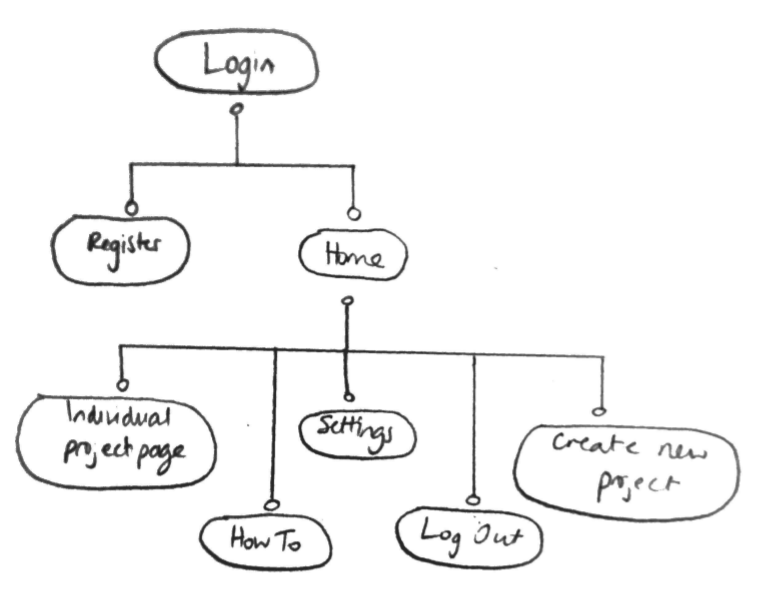 Login
Register
Home
Individual
project page
Settings
Create new
project
How To
Log Out